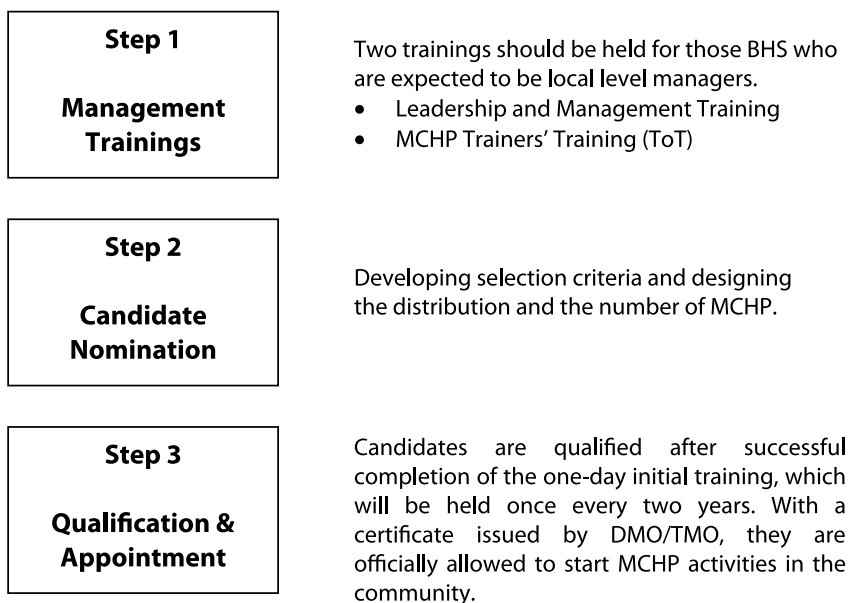 Step 1
Management
Trainings
Two trainings should be held for those BHS who
are expected to be local level managers.
• Leadership and Management Training
• MCHP Trainers’ Training (ToT)
Step 2
Candidate
Nomination
Developing selection criteria and designing
the distribution and the number of MCHP.
Step 3
Qualification &
Appointment
Candidates are qualified after successful
completion of the one-day initial training, which
will be held once every two years. With a
certificate issued by DMO/TMO, they are
officially allowed to start MCHP activities in the
community.